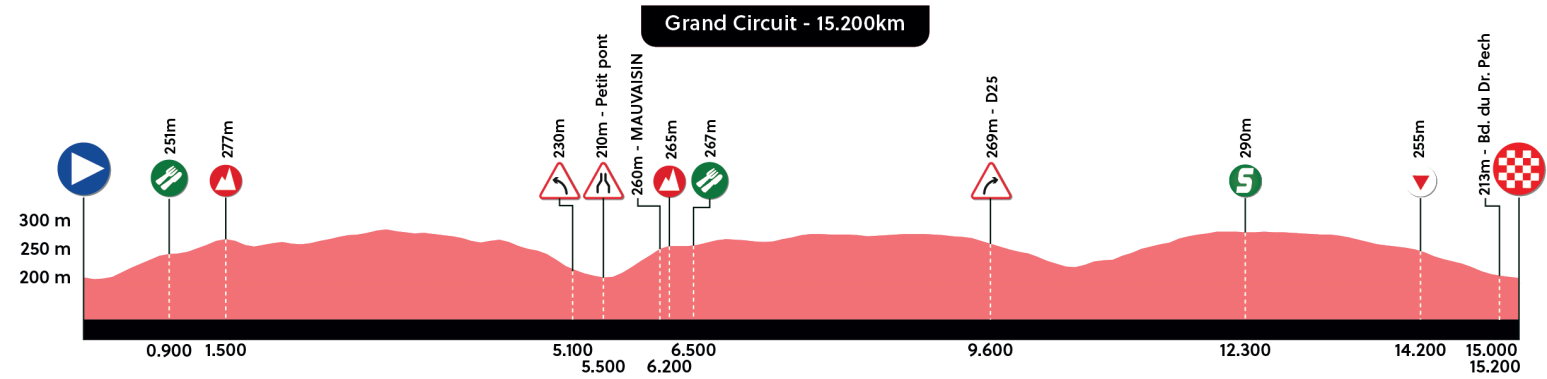 Grand Circuit - 15.200km
251m
277m
230m
210m - Petit pont
260m - MAUVAISIN
265m
267m
269m - D25
290m
S
255m
213m - Bd. du Dr. Pech
300 m
250 m
200 m
0.900 1.500 5.100 6.500 9.600 12.300 14.200 15.000
5.500 6.200 15.200